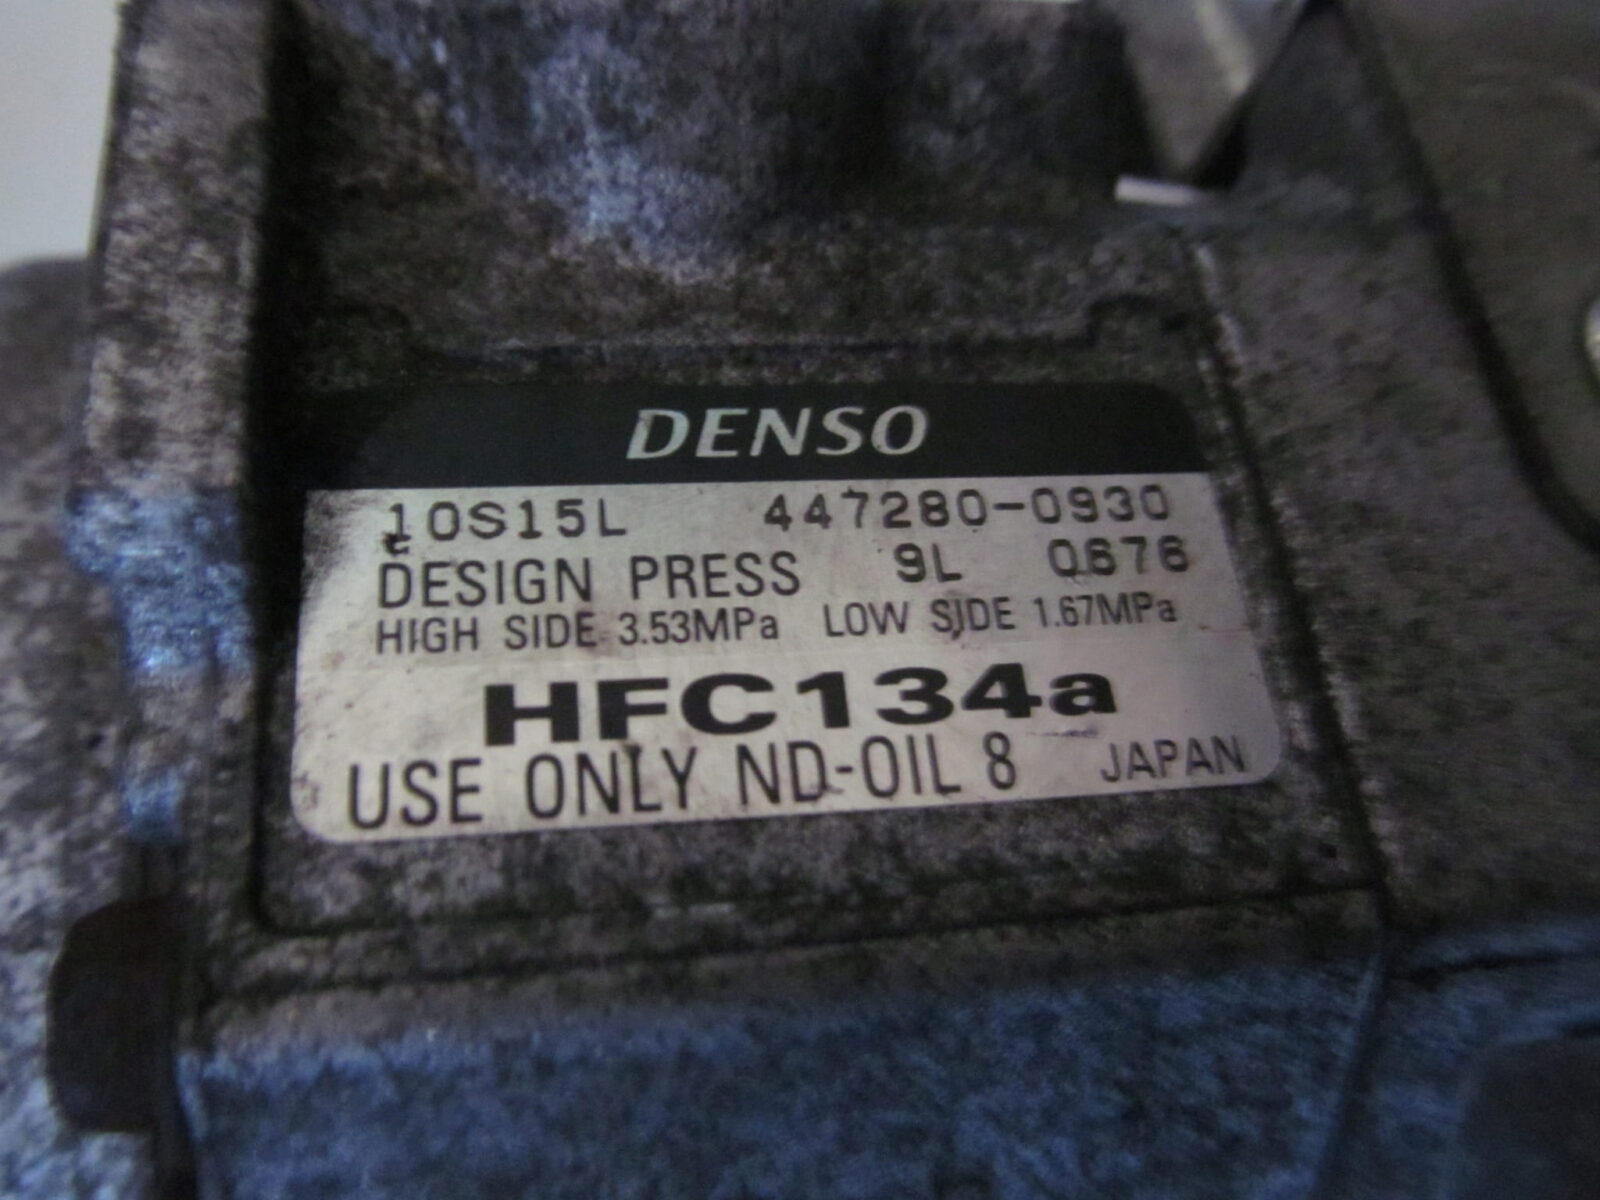 DENSO
10S15L 447280-0930
DESIGN PRESS 9L 0676
HIGH SIDE 3.53MPa LOW SIDE 1.67MPa
HFC134a
USE ONLY ND-OIL 8 JAPAN